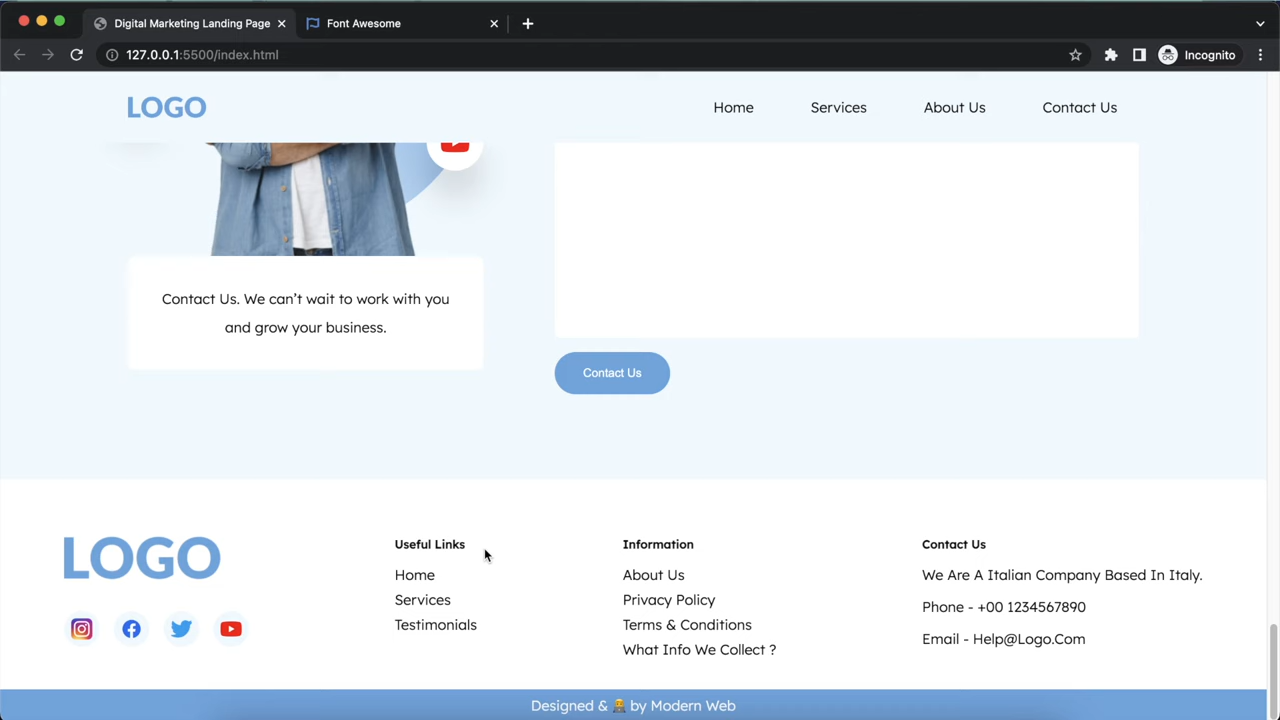 Digital Marketing Landing Page
Font Awesome
127.0.0.1:5500/index.html
Incognito
LOGO
Home
Services
About Us
Contact Us
Contact Us. We can't wait to work with you
and grow your business.
Contact Us
LOGO
Useful Links
Home
Services
Testimonials
Information
About Us
Privacy Policy
Terms & Conditions
What Info We Collect ?
Contact Us
We Are A Italian Company Based In Italy.
Phone - +00 1234567890
Email - Help@Logo.Com
Designed & 👨‍💻 by Modern Web